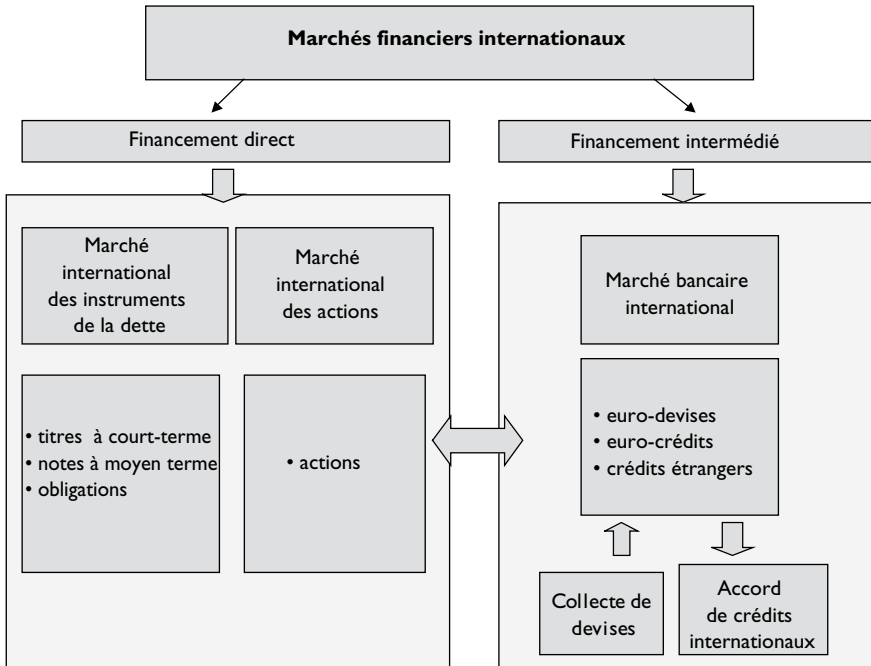 Marchés financiers internationaux
Financement direct
Financement intermédié
Marché
international
des instruments
de la dette
Marché
international
des actions
Marché bancaire
international
• titres à court-terme
• notes à moyen terme
• obligations
• actions
• euro-devises
• euro-crédits
• crédits étrangers
Collecte de
devises
Accord
de crédits
internationaux